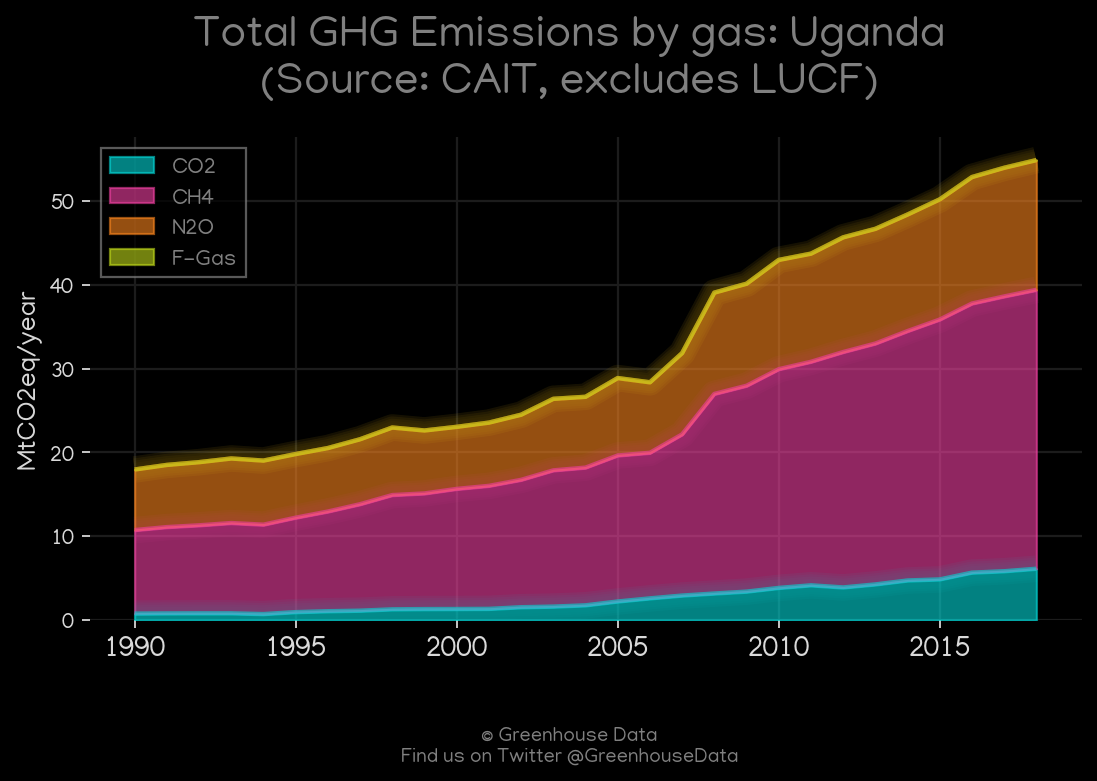 Total GHG Emissions by gas: Uganda
(Source: CAIT, excludes LUCF)
CO2
CH4
N2O
F-Gas
MtCO2eq/year
50
40
30
20
10
0
1990 1995 2000 2005 2010 2015
© Greenhouse Data
Find us on Twitter @GreenhouseData